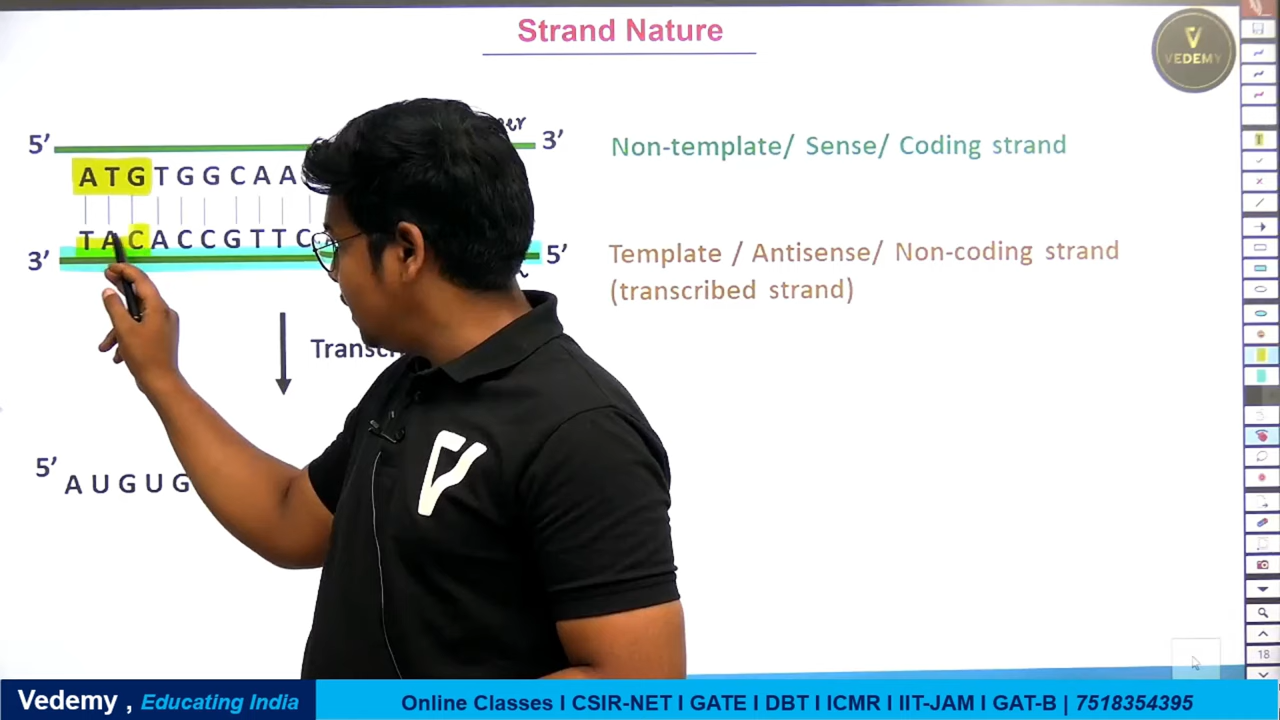 Strand Nature
VEDEMY
5’ 3’
ATGTGGCAA
Non-template/ Sense/ Coding strand
TACACCGTTC
3’ 5’
Template / Antisense/ Non-coding strand
(transcribed strand)
5’
AUGUG
18
Vedemy , Educating India
Online Classes I CSIR-NET I GATE I DBT I ICMR I IIT-JAM I GAT-B | 7518354395